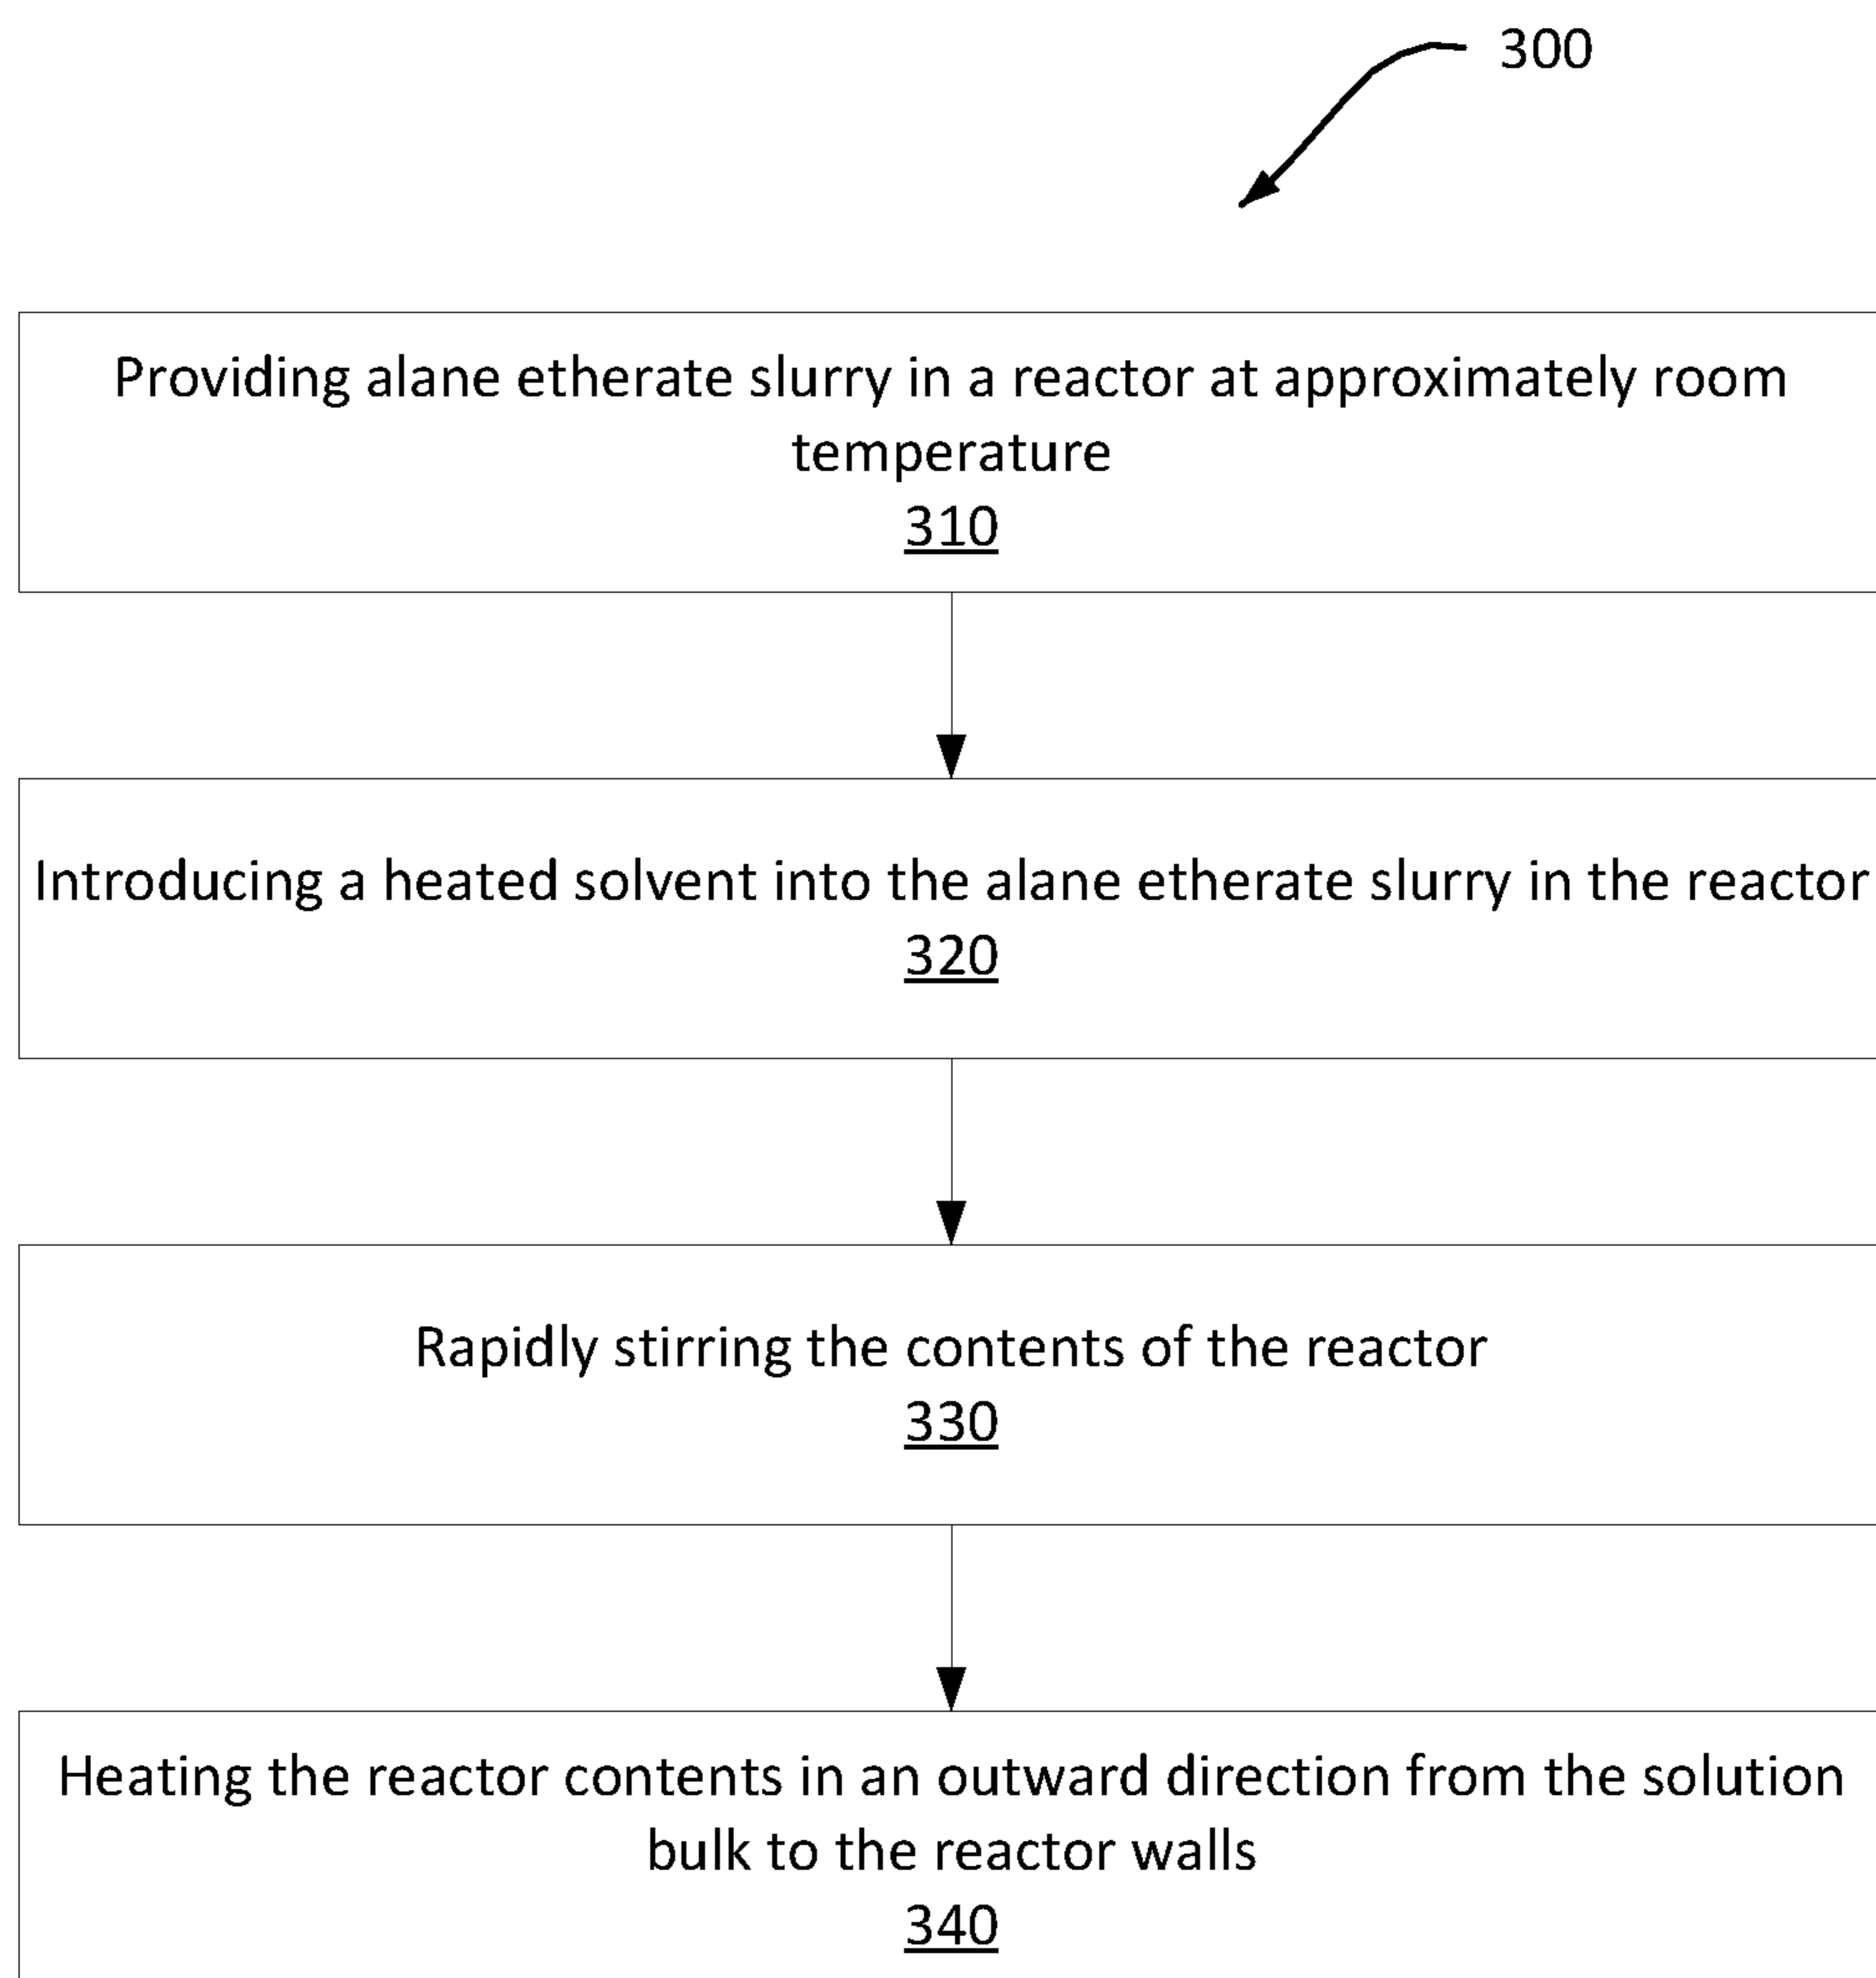 300
Providing alane etherate slurry in a reactor at approximately room
temperature
310
Introducing a heated solvent into the alane etherate slurry in the reactor
320
Rapidly stirring the contents of the reactor
330
Heating the reactor contents in an outward direction from the solution
bulk to the reactor walls
340